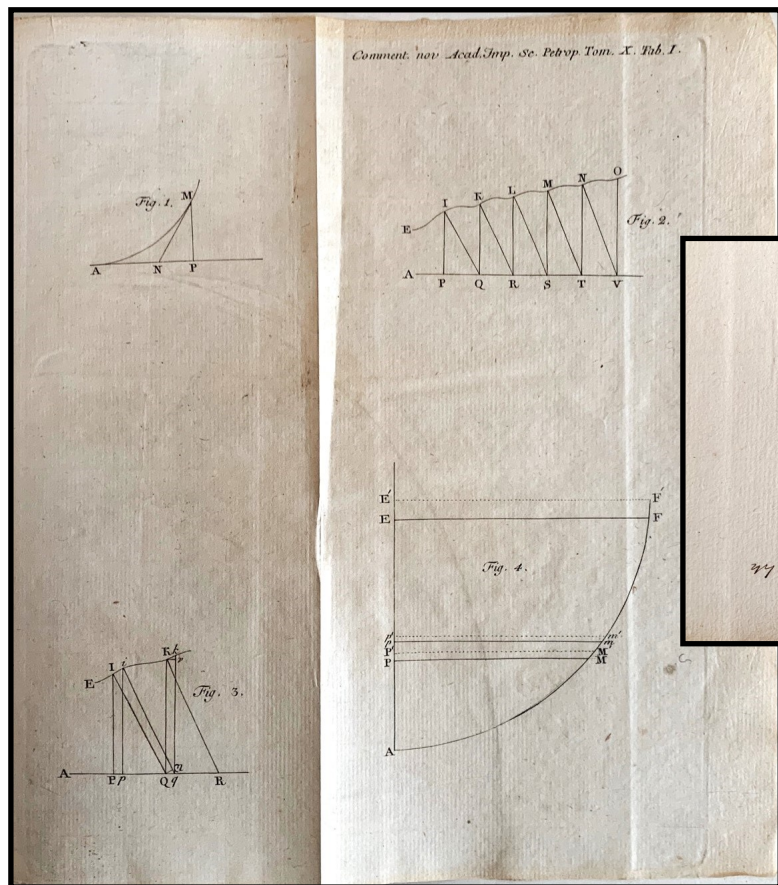 Comment. nov Acad. Imp. Sc. Petrop Tom. X. Tab. I.
Fig. 1.
M
A N P
Fig. 2.
E I K L M N O
A P Q R S T V
Fig. 3.
E I i K k
r
n
A P p Q q R
Fig. 4.
E' F'
E F
p' m'
p m
P' M'
P M
A